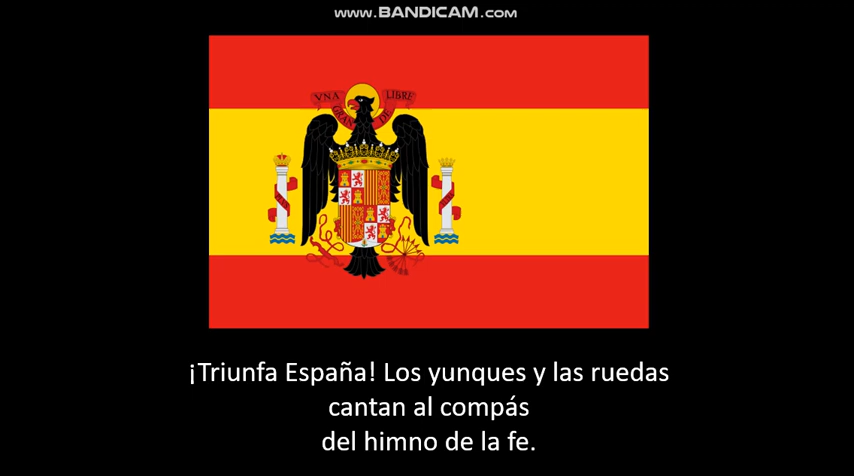 www.BANDICAM.com
VNA GRANDE LIBRE
¡Triunfa España! Los yunques y las ruedas
cantan al compás
del himno de la fe.